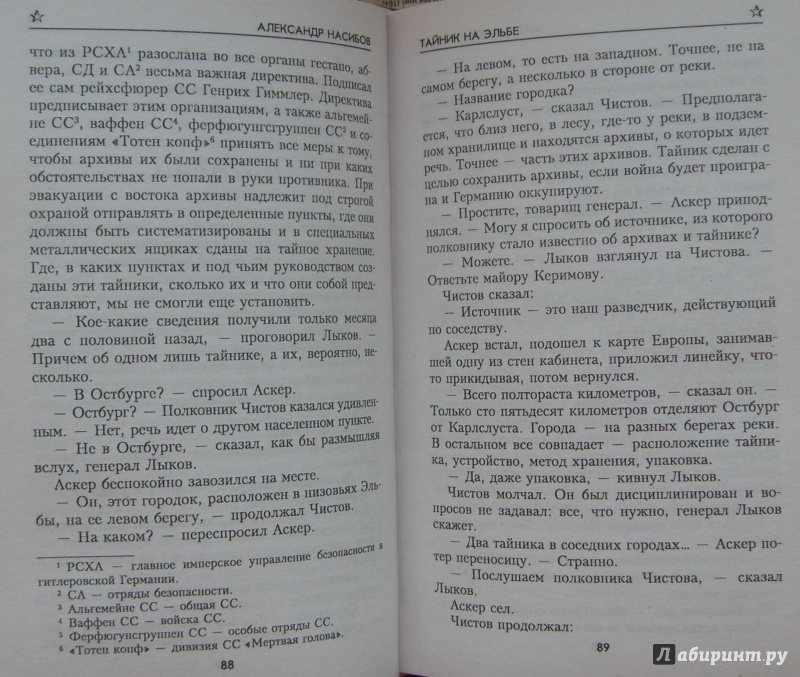 АЛЕКСАНДР НАСИБОВ
что из РСХА¹ разослана во все органы гестапо, аб-
вера, СД и СА² весьма важная директива. Подписал
ее сам рейхсфюрер СС Генрих Гиммлер. Директива
предписывает этим организациям, а также альгемей-
не СС³, ваффен СС⁴, ферфюгунгсгруппен СС⁵ и со-
единениям «Тотен копф»⁶ принять все меры к тому,
чтобы архивы их были сохранены и ни при каких
обстоятельствах не попали в руки противника. При
эвакуации с востока архивы надлежит под строгой
охраной отправлять в определенные пункты, где они
должны быть систематизированы и в специальных
металлических ящиках сданы на тайное хранение.
Где, в каких пунктах и под чьим руководством соз-
даны эти тайники, сколько их и что они собой пред-
ставляют, мы не смогли еще установить.
— Кое-какие сведения получили только месяца
два с половиной назад, — проговорил Лыков. –
Причем об одном лишь тайнике, а их, вероятно, не-
сколько.
— В Остбурге? — спросил Аскер.
— Остбург? — Полковник Чистов казался удивлен-
ным. — Нет, речь идет о другом населенном пункте.
— Не в Остбурге, — сказал, как бы размышляя
вслух, генерал Лыков.
Аскер беспокойно завозился на месте.
— Он, этот городок, расположен в низовьях Эль-
бы, на ее левом берегу, — продолжал Чистов.
— На каком? — переспросил Аскер.
¹ РСХА — главное имперское управление безопасности в
гитлеровской Германии.
² СА — отряды безопасности.
³ Альгемейне СС — общая СС.
⁴ Ваффен СС — войска СС.
⁵ Ферфюгунгсгруппен СС — особые отряды СС.
⁶ «Тотен копф» — дивизия СС «Мертвая голова».
88
ТАЙНИК НА ЭЛЬБЕ
— На левом, то есть на западном. Точнее, не на
самом берегу, а несколько в стороне от реки.
— Название городка?
— Карлслуст, — сказал Чистов. — Предполага-
ется, что близ него, в лесу, где-то у реки, в подзем-
ном хранилище и находятся архивы, о которых идет
речь. Точнее — часть этих архивов. Тайник сделан с
целью сохранить архивы, если война будет проигра-
на и Германию оккупируют.
— Простите, товарищ генерал. — Аскер припод-
нялся. — Могу я спросить об источнике, из которого
полковнику стало известно об архивах и тайнике?
— Можете. — Лыков взглянул на Чистова. —
Ответьте майору Керимову.
Чистов сказал:
— Источник — это наш разведчик, действующий
по соседству.
Аскер встал, подошел к карте Европы, занимав-
шей одну из стен кабинета, приложил линейку, что-
то прикидывая, потом вернулся.
— Всего полтораста километров, — сказал он. —
Только сто пятьдесят километров отделяют Остбург
от Карлслуста. Города — на разных берегах реки.
В остальном все совпадает — расположение тайни-
ка, устройство, метод хранения, упаковка.
— Да, даже упаковка, — кивнул Лыков.
Чистов молчал. Он был дисциплинирован и во-
просов не задавал: все, что нужно, генерал Лыков
скажет.
— Два тайника в соседних городах... — Аскер по-
тер переносицу. — Странно.
— Послушаем полковника Чистова, — сказал
Лыков.
Аскер сел.
Чистов продолжал:
89
Лабиринт.ру